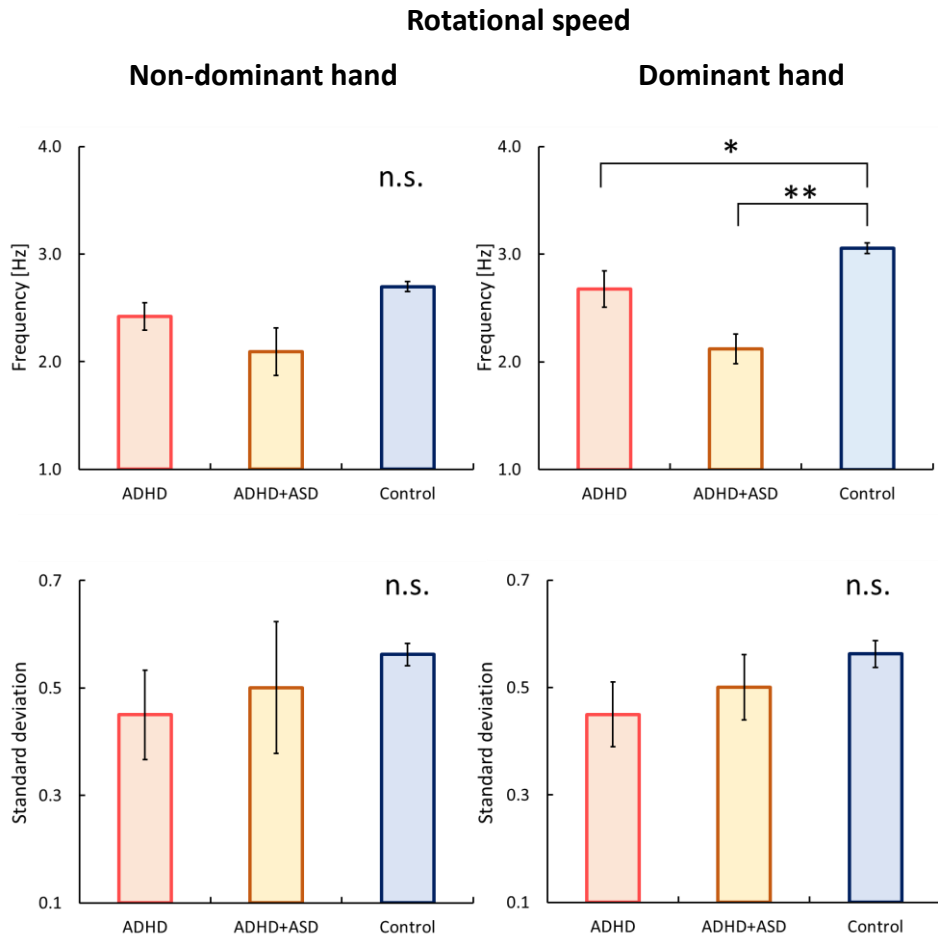 Rotational speed
Non-dominant hand
Dominant hand
Frequency [Hz]
4.0
3.0
2.0
1.0
n.s.
ADHD
ADHD+ASD
Control
Frequency [Hz]
4.0
3.0
2.0
1.0
*
**
ADHD
ADHD+ASD
Control
Standard deviation
0.7
0.5
0.3
0.1
n.s.
ADHD
ADHD+ASD
Control
Standard deviation
0.7
0.5
0.3
0.1
n.s.
ADHD
ADHD+ASD
Control